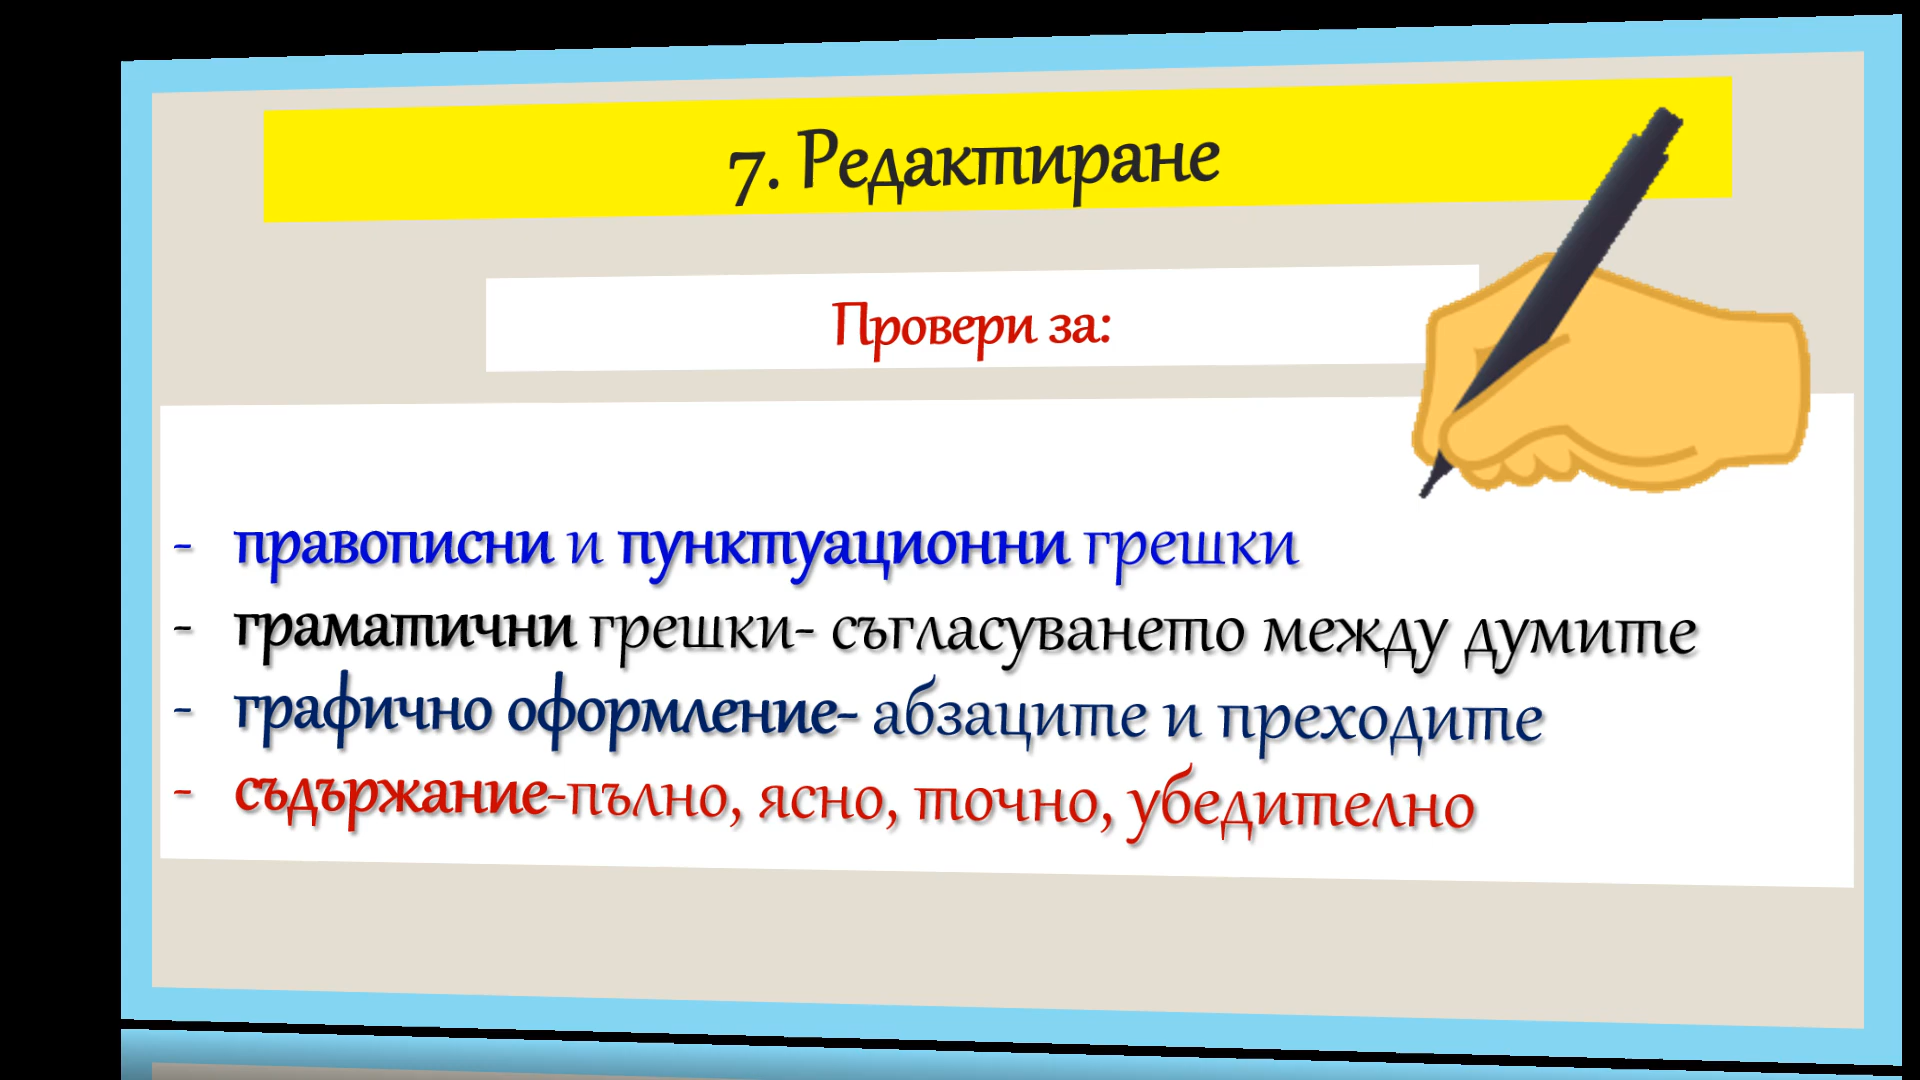 7. Редактиране
Провери за:
- правописни и пунктуационни грешки
- граматични грешки- съгласуването между думите
- графично оформление- абзаците и преходите
- съдържание-пълно, ясно, точно, убедително